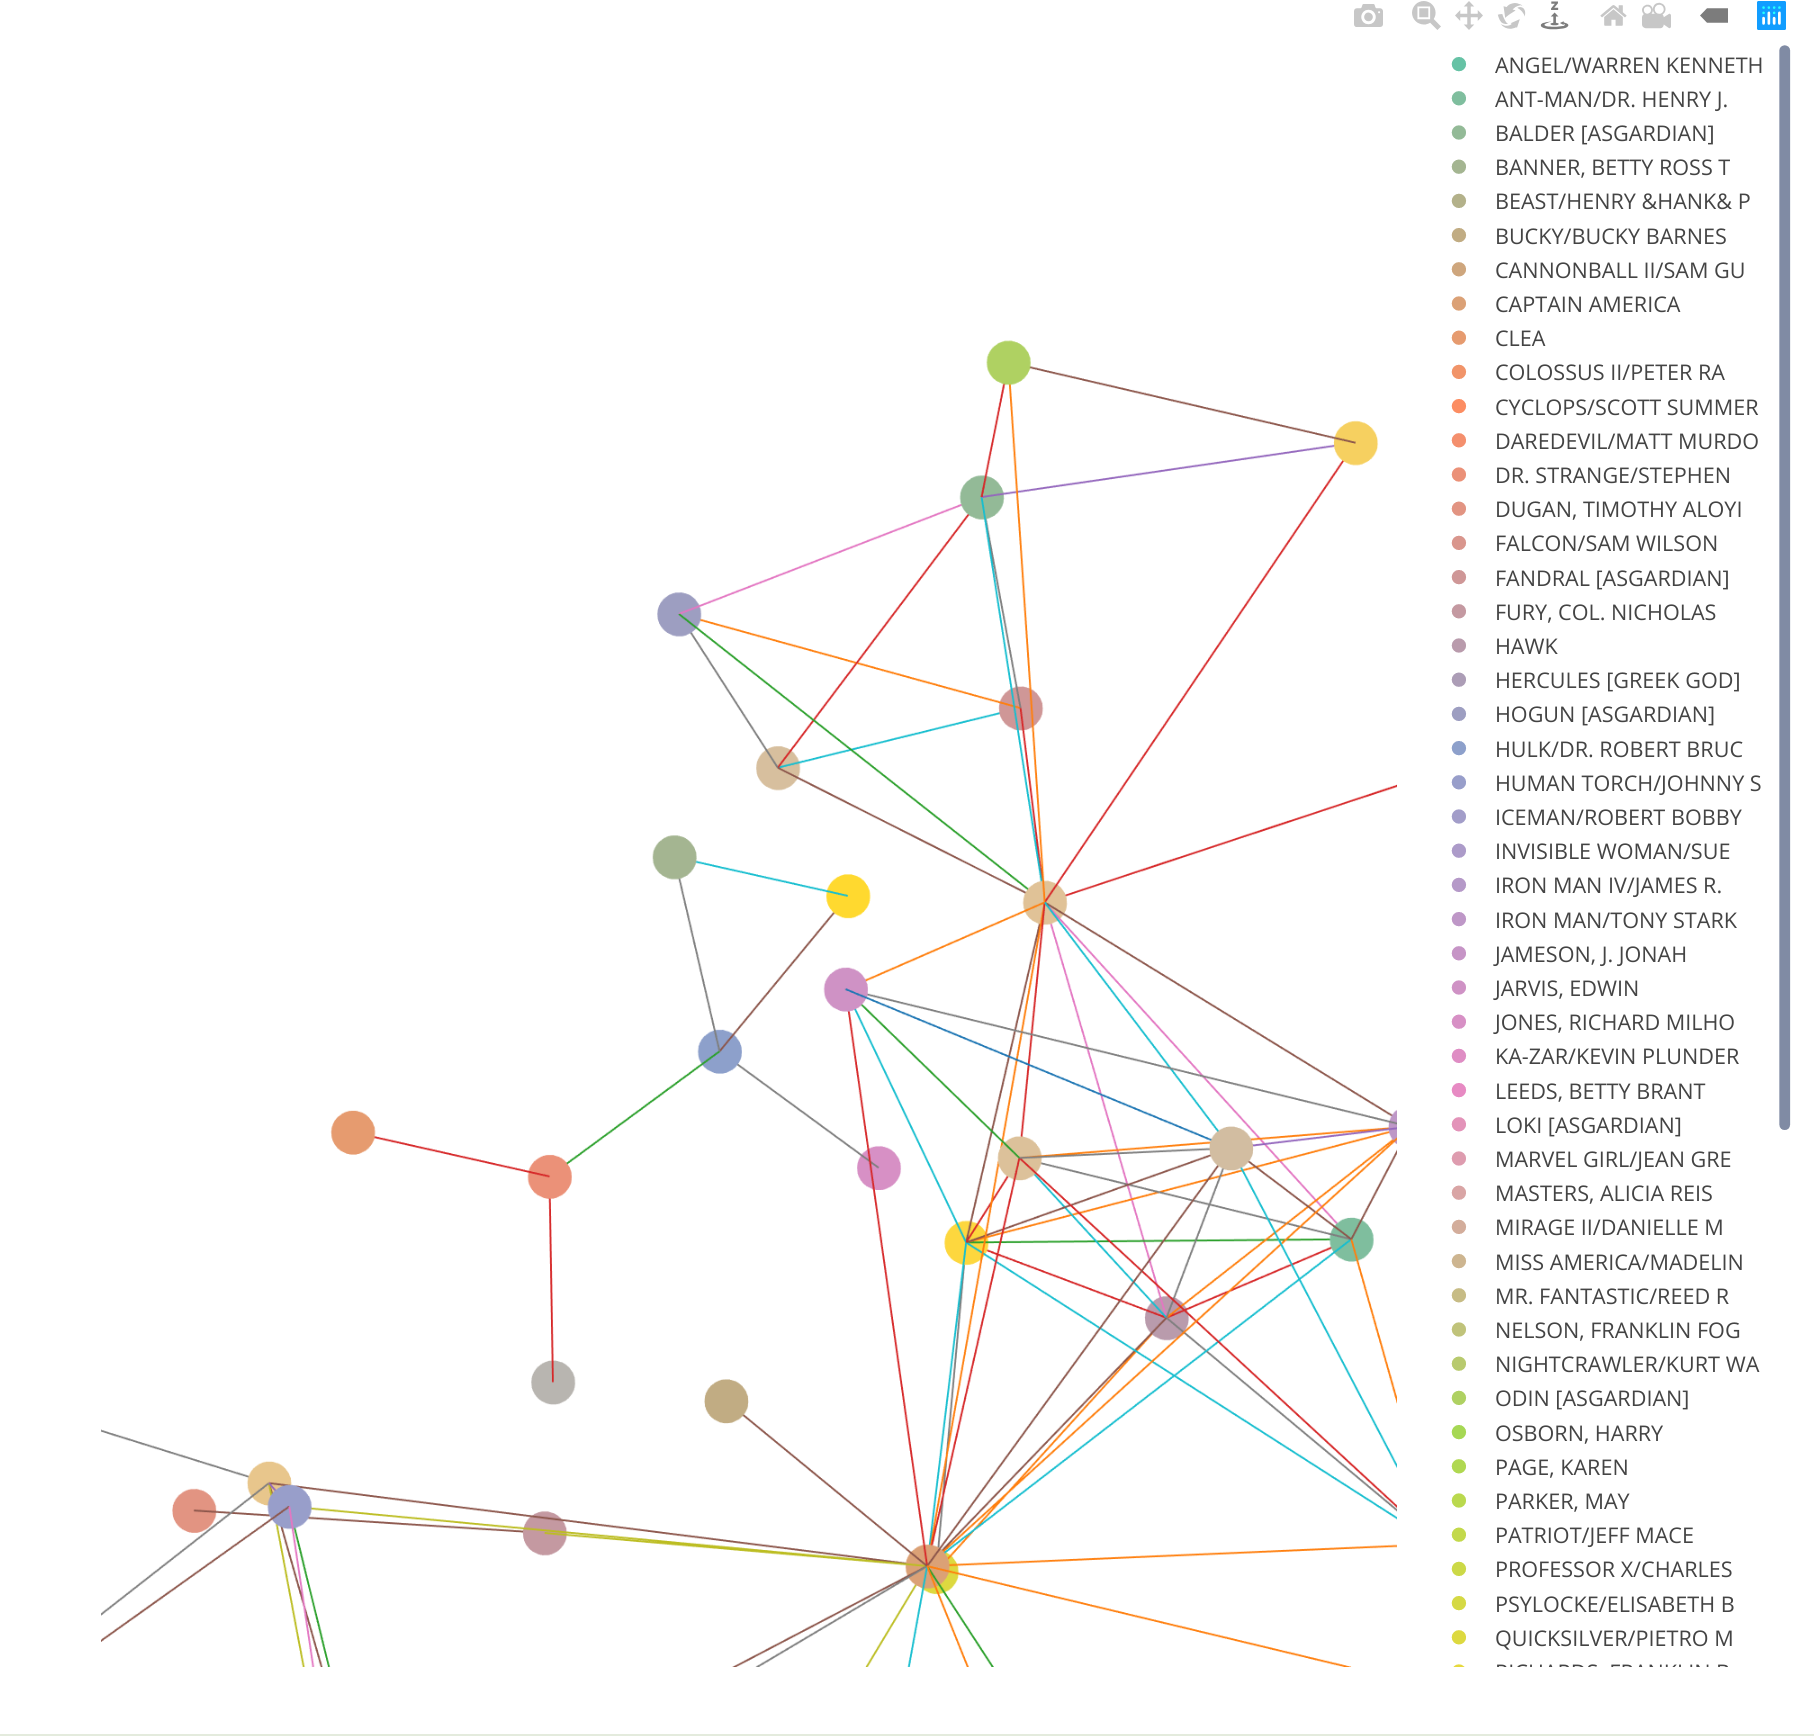 Z
ANGEL/WARREN KENNETH
ANT-MAN/DR. HENRY J.
BALDER [ASGARDIAN]
BANNER, BETTY ROSS T
BEAST/HENRY &HANK& P
BUCKY/BUCKY BARNES
CANNONBALL II/SAM GU
CAPTAIN AMERICA
CLEA
COLOSSUS II/PETER RA
CYCLOPS/SCOTT SUMMER
DAREDEVIL/MATT MURDO
DR. STRANGE/STEPHEN
DUGAN, TIMOTHY ALOYI
FALCON/SAM WILSON
FANDRAL [ASGARDIAN]
FURY, COL. NICHOLAS
HAWK
HERCULES [GREEK GOD]
HOGUN [ASGARDIAN]
HULK/DR. ROBERT BRUC
HUMAN TORCH/JOHNNY S
ICEMAN/ROBERT BOBBY
INVISIBLE WOMAN/SUE
IRON MAN IV/JAMES R.
IRON MAN/TONY STARK
JAMESON, J. JONAH
JARVIS, EDWIN
JONES, RICHARD MILHO
KA-ZAR/KEVIN PLUNDER
LEEDS, BETTY BRANT
LOKI [ASGARDIAN]
MARVEL GIRL/JEAN GRE
MASTERS, ALICIA REIS
MIRAGE II/DANIELLE M
MISS AMERICA/MADELIN
MR. FANTASTIC/REED R
NELSON, FRANKLIN FOG
NIGHTCRAWLER/KURT WA
ODIN [ASGARDIAN]
OSBORN, HARRY
PAGE, KAREN
PARKER, MAY
PATRIOT/JEFF MACE
PROFESSOR X/CHARLES
PSYLOCKE/ELISABETH B
QUICKSILVER/PIETRO M